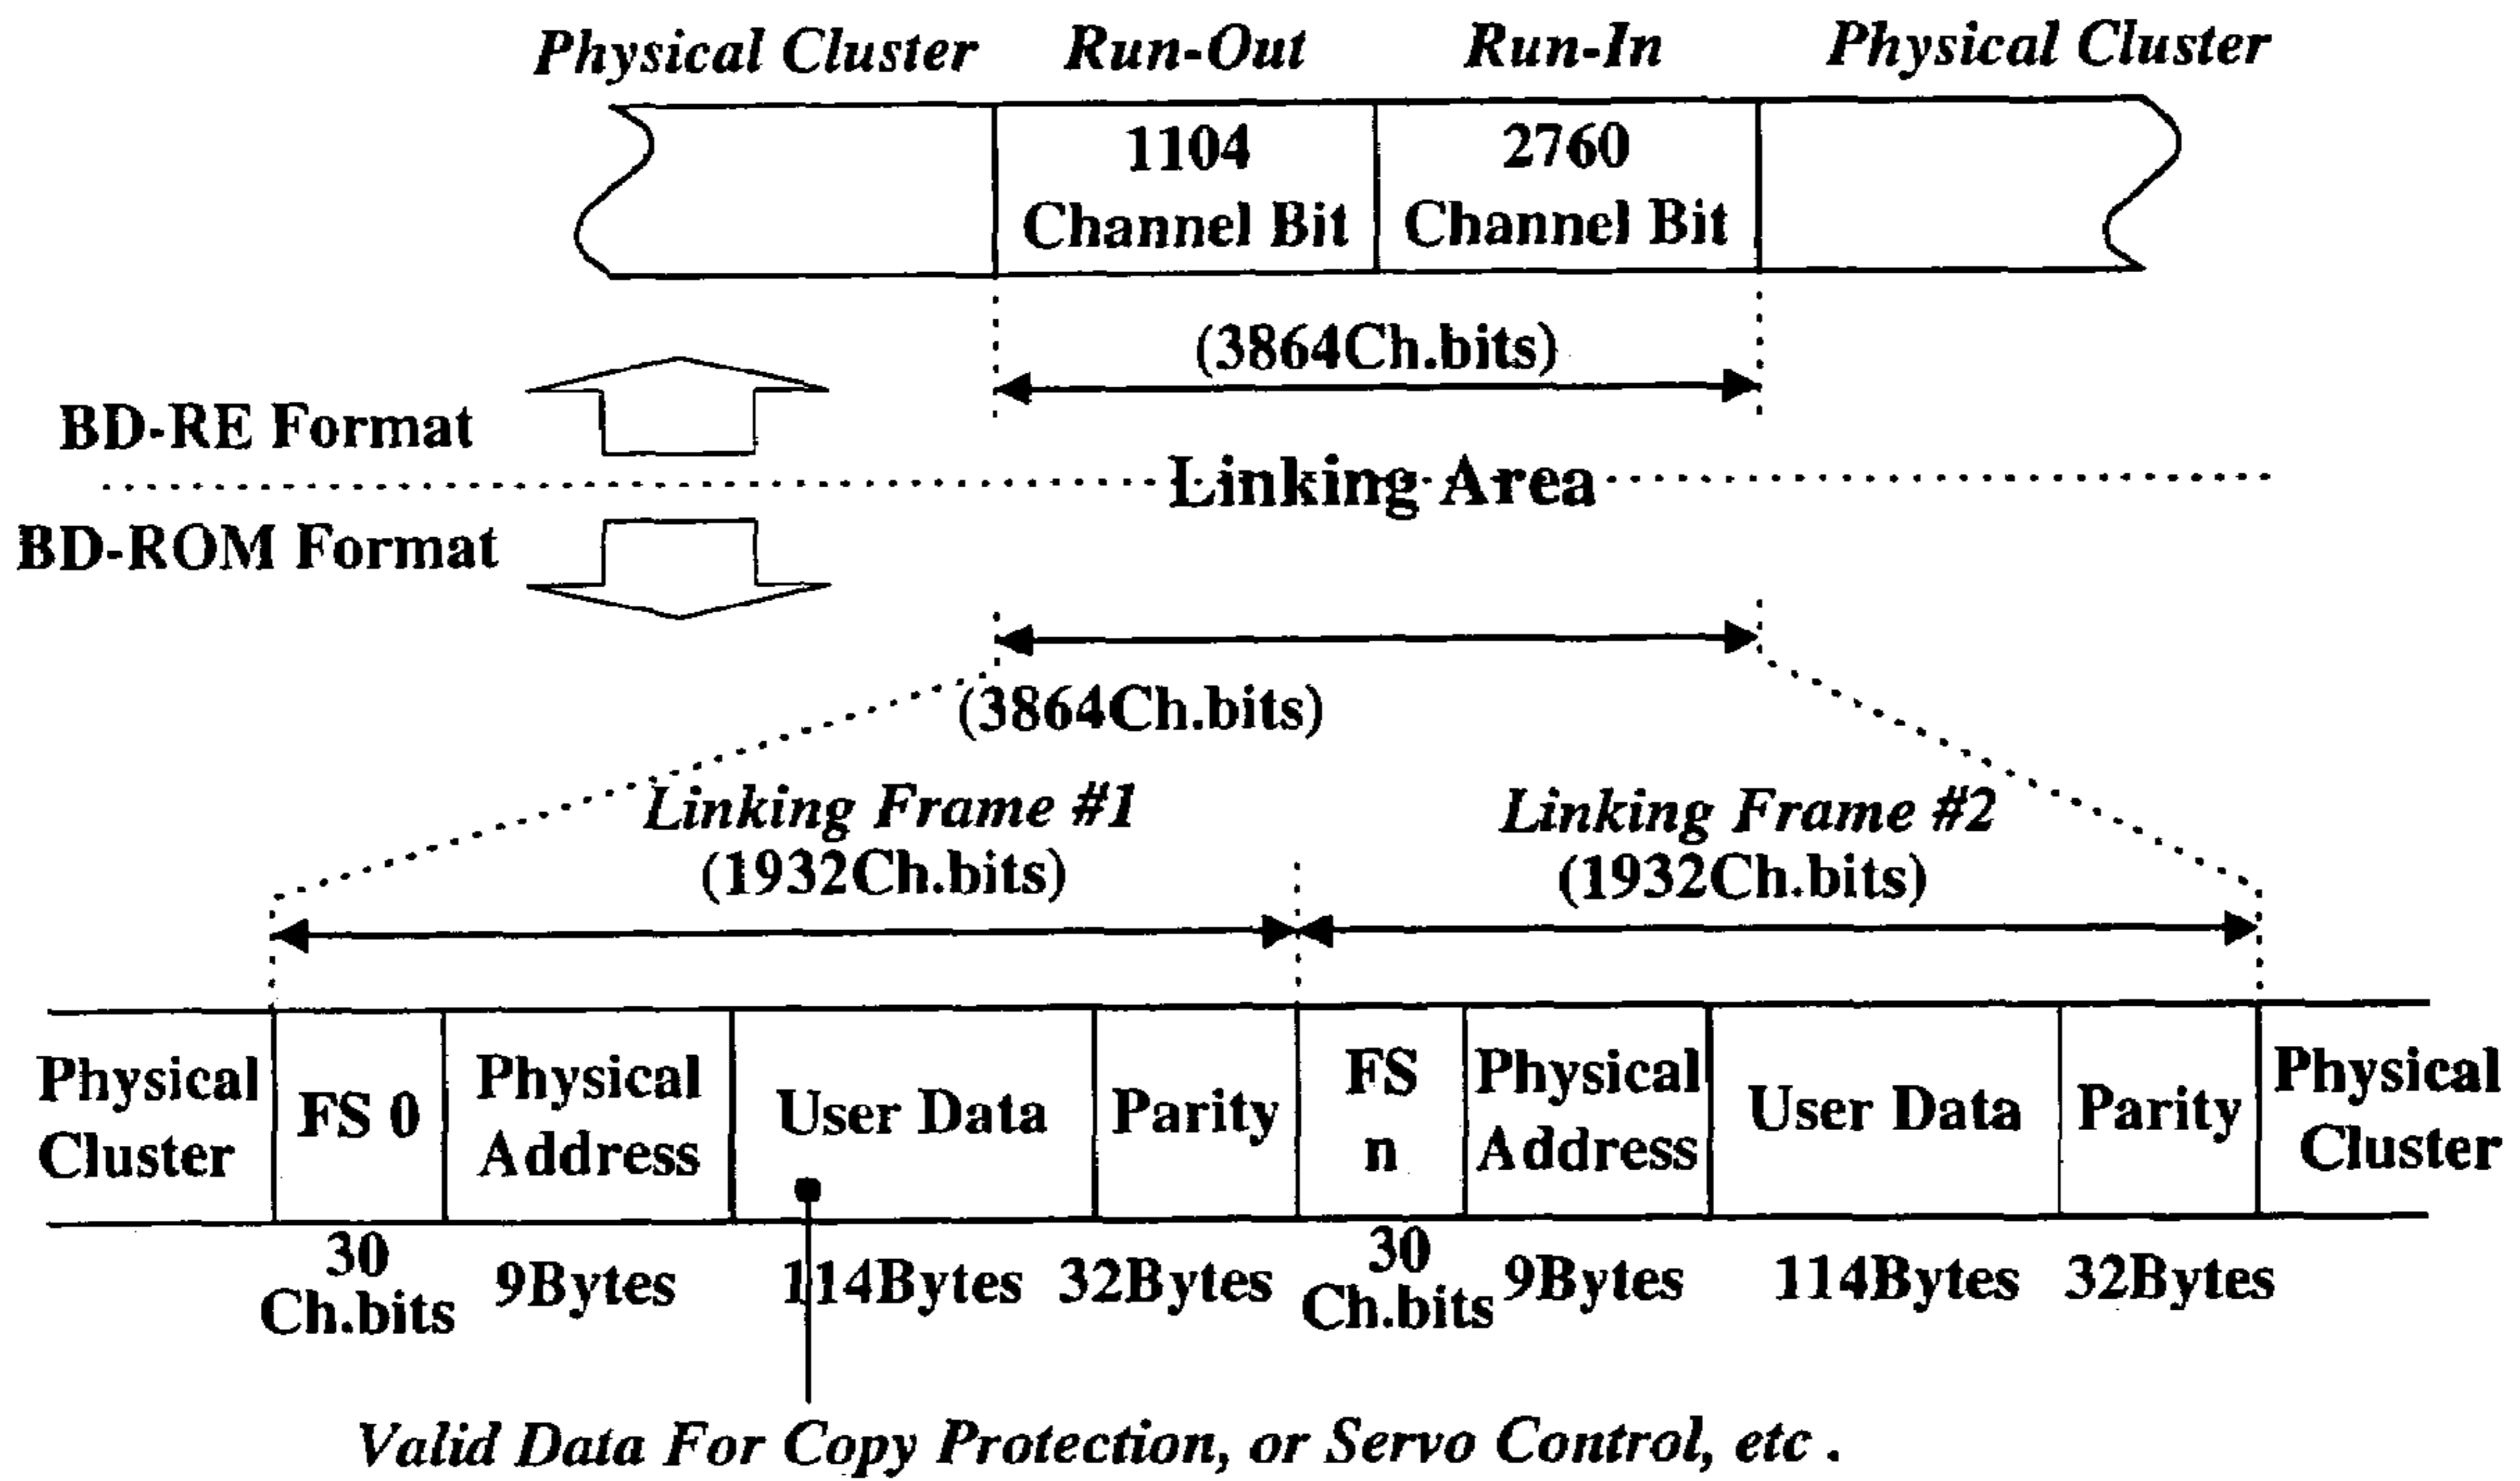 Physical Cluster Run-Out Run-In Physical Cluster
1104 2760
Channel Bit Channel Bit
(3864Ch.bits)
BD-RE Format
Linking Area
BD-ROM Format
(3864Ch.bits)
Linking Frame #1 Linking Frame #2
(1932Ch.bits) (1932Ch.bits)
Physical Cluster
FS 0
Physical Address
User Data
Parity
FS n
Physical Address
User Data
Parity
Physical Cluster
30 Ch.bits
9Bytes
114Bytes
32Bytes
30 Ch.bits
9Bytes
114Bytes
32Bytes
Valid Data For Copy Protection, or Servo Control, etc .